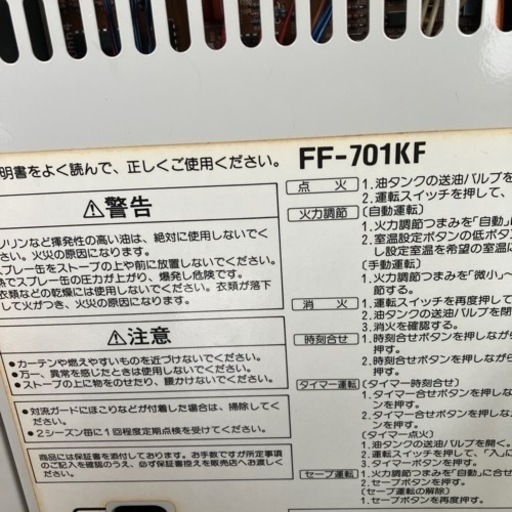 明書をよく読んで、正しくご使用ください。 FF-701KF
⚠警告
ソリンなど揮発性の高い油は、絶対に使用しないでく
さい。火災の原因になります。
スプレー缶をストーブの上や前に放置しないでください。
熱でスプレー缶の圧力が上がり、爆発し危険です。
衣類などの乾燥には使用しないでください。衣類が落下
して火がつき、火災の原因になります。
⚠注意
●カーテンや燃えやすいものを近づけないでください。
●万一、異常を感じたときは使用しないでください。
●ストーブの上に物をのせたり、腰かけないでください。
●対流ガードにほこりなどが付着した場合は、掃除してく
ださい。
●2シーズン毎に1回程度定期点検を受けてください。
商品には保証書を添付しております。お手数ですが所定事項
のご記入を確認のうえ、必ず保証書控えを販売店へお渡しく
ださい。
点火 1.油タンクの送油バルブを
2.運転スイッチを押して、
火力調節 (自動運転)
1.火力調節つまみを「自動」に
2.室温設定ボタンの低ボタ
し設定室温を希望の室温に
(手動運転)
1.火力調節つまみを「微小〜
節する。
消火 1.運転スイッチを再度押して
2.油タンクの送油バルブを閉
3.消火を確認する。
時刻合せ 1.時刻合せボタンを押しながら
押す。
2.時刻合せボタンを押しながら
押す。
タイマー運転 (タイマー時刻合せ)
1.タイマー合せボタンを押し
ンを押す。
2.タイマー合せボタンを押し
ンを押す。
(タイマー点火)
1.油タンクの送油バルブを開く。
2.運転スイッチを押して、「入」に
3.タイマーボタンを押す。
セーブ運転 1.火力調節つまみを「自動」に合せ
2.セーブボタンを押す。
(セーブ運転の解除)
1.セーブボタンを再度押す。